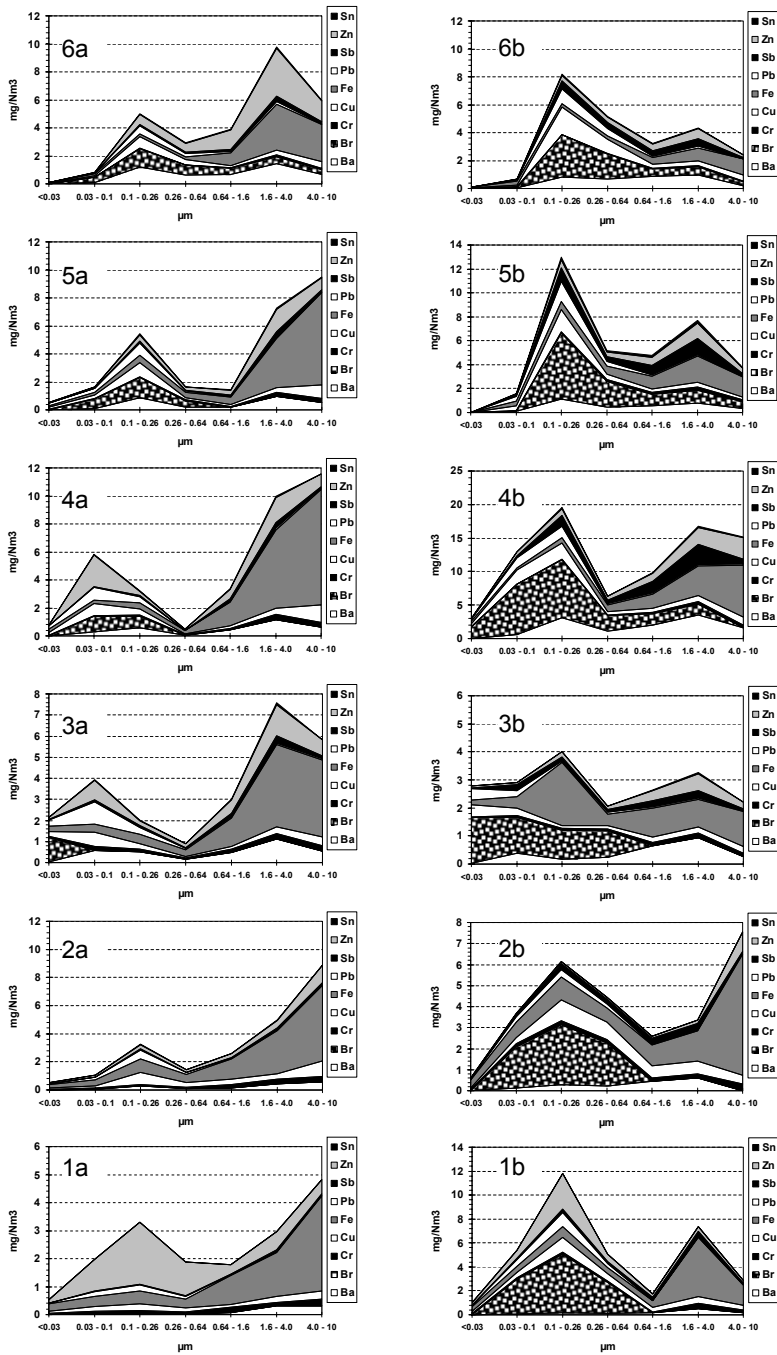 6a
mg/Nm3
12
10
8
6
4
2
0
<0.03 0.03 - 0.1 0.1 - 0.26 0.26 - 0.64 0.64 - 1.6 1.6 - 4.0 4.0 - 10
µm
Sn
Zn
Sb
Pb
Fe
Cu
Cr
Br
Ba
6b
mg/Nm3
12
10
8
6
4
2
0
<0.03 0.03 - 0.1 0.1 - 0.26 0.26 - 0.64 0.64 - 1.6 1.6 - 4.0 4.0 - 10
µm
Sn
Zn
Sb
Pb
Fe
Cu
Cr
Br
Ba
5a
mg/Nm3
12
10
8
6
4
2
0
<0.03 0.03 - 0.1 0.1 - 0.26 0.26 - 0.64 0.64 - 1.6 1.6 - 4.0 4.0 - 10
µm
Sn
Zn
Sb
Pb
Fe
Cu
Cr
Br
Ba
5b
mg/Nm3
14
12
10
8
6
4
2
0
<0.03 0.03 - 0.1 0.1 - 0.26 0.26 - 0.64 0.64 - 1.6 1.6 - 4.0 4.0 - 10
µm
Sn
Zn
Sb
Pb
Fe
Cu
Cr
Br
Ba
4a
mg/Nm3
12
10
8
6
4
2
0
<0.03 0.03 - 0.1 0.1 - 0.26 0.26 - 0.64 0.64 - 1.6 1.6 - 4.0 4.0 - 10
µm
Sn
Zn
Sb
Pb
Fe
Cu
Cr
Br
Ba
4b
mg/Nm3
25
20
15
10
5
0
<0.03 0.03 - 0.1 0.1 - 0.26 0.26 - 0.64 0.64 - 1.6 1.6 - 4.0 4.0 - 10
µm
Sn
Zn
Sb
Pb
Fe
Cu
Cr
Br
Ba
3a
mg/Nm3
8
7
6
5
4
3
2
1
0
<0.03 0.03 - 0.1 0.1 - 0.26 0.26 - 0.64 0.64 - 1.6 1.6 - 4.0 4.0 - 10
µm
Sn
Zn
Sb
Pb
Fe
Cu
Cr
Br
Ba
3b
mg/Nm3
6
5
4
3
2
1
0
<0.03 0.03 - 0.1 0.1 - 0.26 0.26 - 0.64 0.64 - 1.6 1.6 - 4.0 4.0 - 10
µm
Sn
Zn
Sb
Pb
Fe
Cu
Cr
Br
Ba
2a
mg/Nm3
12
10
8
6
4
2
0
<0.03 0.03 - 0.1 0.1 - 0.26 0.26 - 0.64 0.64 - 1.6 1.6 - 4.0 4.0 - 10
µm
Sn
Zn
Sb
Pb
Fe
Cu
Cr
Br
Ba
2b
mg/Nm3
8
7
6
5
4
3
2
1
0
<0.03 0.03 - 0.1 0.1 - 0.26 0.26 - 0.64 0.64 - 1.6 1.6 - 4.0 4.0 - 10
µm
Sn
Zn
Sb
Pb
Fe
Cu
Cr
Br
Ba
1a
mg/Nm3
6
5
4
3
2
1
0
<0.03 0.03 - 0.1 0.1 - 0.26 0.26 - 0.64 0.64 - 1.6 1.6 - 4.0 4.0 - 10
µm
Sn
Zn
Sb
Pb
Fe
Cu
Cr
Br
Ba
1b
mg/Nm3
14
12
10
8
6
4
2
0
<0.03 0.03 - 0.1 0.1 - 0.26 0.26 - 0.64 0.64 - 1.6 1.6 - 4.0 4.0 - 10
µm
Sn
Zn
Sb
Pb
Fe
Cu
Cr
Br
Ba